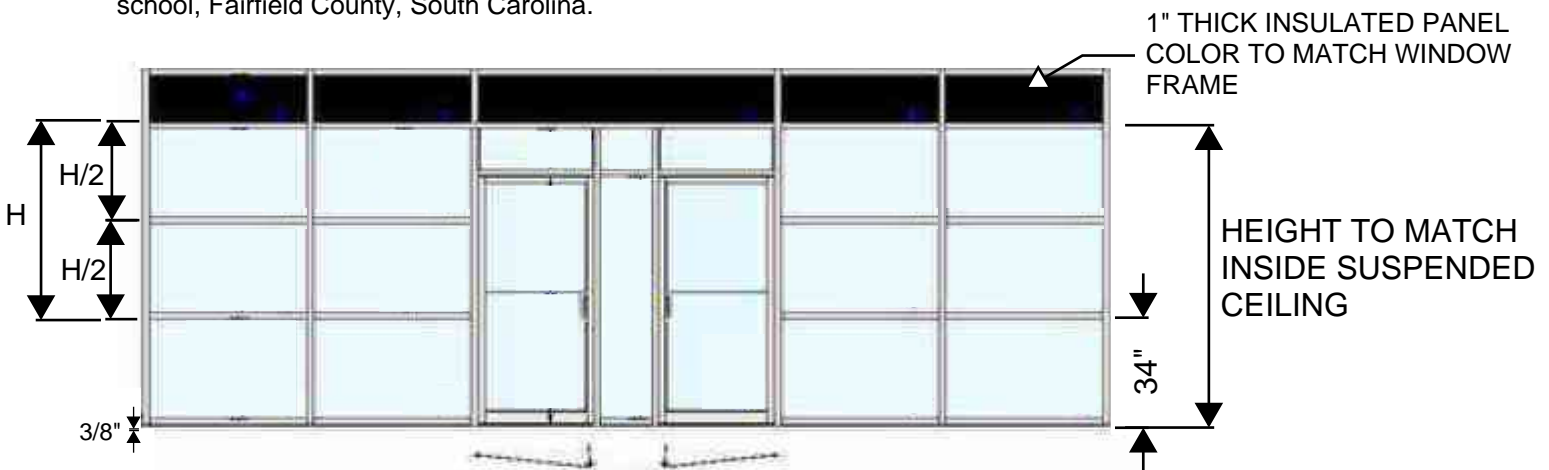 school, Fairfield County, South Carolina.
1" THICK INSULATED PANEL
COLOR TO MATCH WINDOW
FRAME
H/2
H
H/2
HEIGHT TO MATCH
INSIDE SUSPENDED
CEILING
34"
3/8"